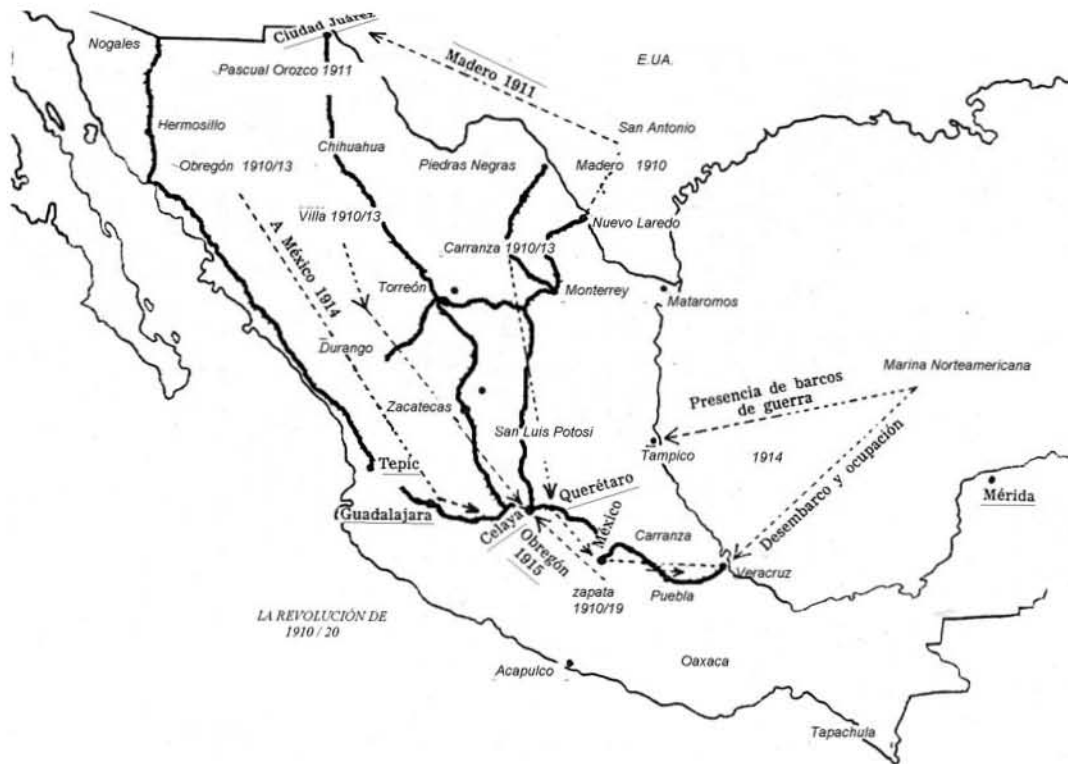 Ciudad Juárez
Nogales
Pascual Orozco 1911
Madero 1911
E.UA.
Hermosillo
Chihuahua
San Antonio
Obregón 1910/13
Piedras Negras
Madero 1910
Villa 1910/13
Nuevo Laredo
A México 1914
Carranza 1910/13
Torreón
Monterrey
Mataromos
Durango
Marina Norteamericana
Presencia de barcos
de guerra
Zacatecas
San Luis Potosi
Tampico
1914
Desembarco y ocupación
Tepic
Querétaro
Mérida
Guadalajara
Celaya
México
Obregón
1915
Carranza
Veracruz
zapata
1910/19
Puebla
LA REVOLUCIÓN DE
1910 / 20
Acapulco
Oaxaca
Tapachula